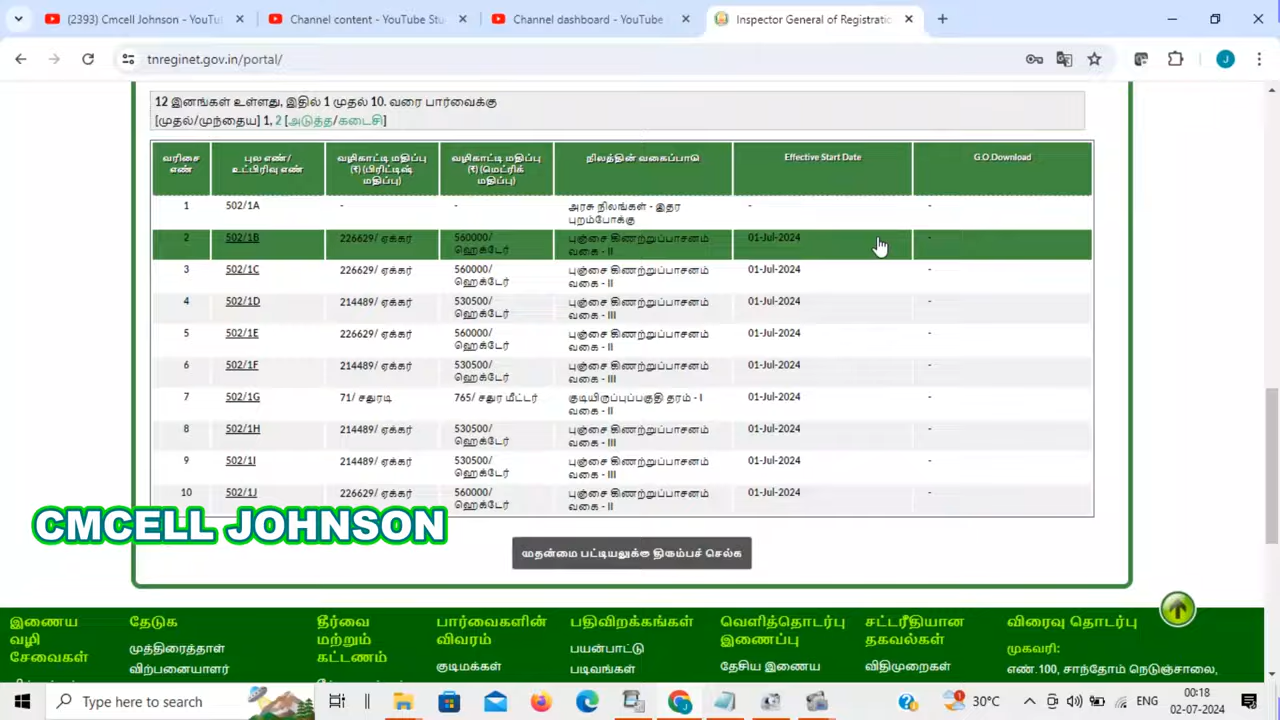 (2393) Cmcell Johnson - YouTu
Channel content - YouTube Stu
Channel dashboard - YouTube
Inspector General of Registratio
tnreginet.gov.in/portal/
12 இனங்கள் உள்ளது, இதில் 1 முதல் 10. வரை பார்வைக்கு
[முதல்/முந்தைய] 1, 2 [அடுத்த/கடைசி]
வரிசை எண்
புல எண்/ உட்பிரிவு எண்
வழிகாட்டி மதிப்பு (₹) (பிரிட்டிஷ் மதிப்பு)
வழிகாட்டி மதிப்பு (₹) (மெட்ரிக் மதிப்பு)
நிலத்தின் வகைப்பாடு
Effective Start Date
G.O.Download
1 502/1A - - அரசு நிலங்கள் - இதர புறம்போக்கு - -
2 502/1B 226629/ ஏக்கர் 560000/ ஹெக்டேர் புஞ்சை கிணற்றுப்பாசனம் வகை - II 01-Jul-2024 -
3 502/1C 226629/ ஏக்கர் 560000/ ஹெக்டேர் புஞ்சை கிணற்றுப்பாசனம் வகை - II 01-Jul-2024 -
4 502/1D 214489/ ஏக்கர் 530500/ ஹெக்டேர் புஞ்சை கிணற்றுப்பாசனம் வகை - III 01-Jul-2024 -
5 502/1E 226629/ ஏக்கர் 560000/ ஹெக்டேர் புஞ்சை கிணற்றுப்பாசனம் வகை - II 01-Jul-2024 -
6 502/1F 214489/ ஏக்கர் 530500/ ஹெக்டேர் புஞ்சை கிணற்றுப்பாசனம் வகை - III 01-Jul-2024 -
7 502/1G 71/ சதுரடி 765/ சதுர மீட்டர் குடியிருப்புப்பகுதி தரம் - I வகை - II 01-Jul-2024 -
8 502/1H 214489/ ஏக்கர் 530500/ ஹெக்டேர் புஞ்சை கிணற்றுப்பாசனம் வகை - III 01-Jul-2024 -
9 502/1I 214489/ ஏக்கர் 530500/ ஹெக்டேர் புஞ்சை கிணற்றுப்பாசனம் வகை - III 01-Jul-2024 -
10 502/1J 226629/ ஏக்கர் 560000/ ஹெக்டேர் புஞ்சை கிணற்றுப்பாசனம் வகை - II 01-Jul-2024 -
CMCELL JOHNSON
முதன்மை பட்டியலுக்கு திரும்பச் செல்க
இணைய வழி சேவைகள்
தேடுக
முத்திரைத்தாள்
விற்பனையாளர்
தீர்வை மற்றும் கட்டணம்
பார்வைகளின் விவரம்
குடிமக்கள்
பதிவிறக்கங்கள்
பயன்பாட்டு
படிவங்கள்
வெளித்தொடர்பு இணைப்பு
தேசிய இணைய
சட்டரீதியான தகவல்கள்
விதிமுறைகள்
விரைவு தொடர்பு
முகவரி:
எண்.100, சாந்தோம் நெடுஞ்சாலை,
Type here to search
30°C
ENG
00:18
02-07-2024